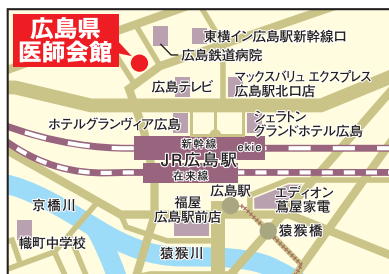 広島県
医師会館
東横イン広島駅新幹線口
広島鉄道病院
広島テレビ
マックスバリュ エクスプレス
広島駅北口店
ホテルグランヴィア広島
シェラトン
グランドホテル広島
新幹線
ekie
JR広島駅
在来線
広島駅
エディオン
蔦屋家電
京橋川
福屋
広島駅前店
猿猴橋
幟町中学校
猿猴川